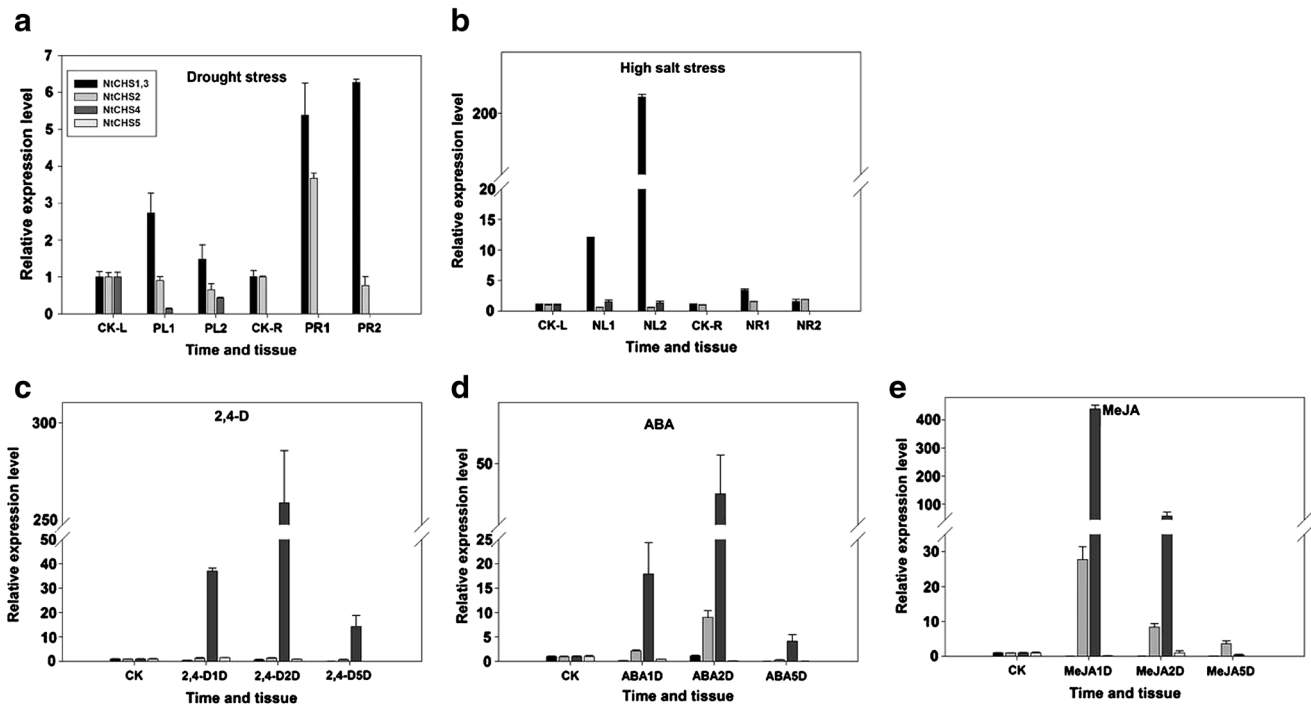 a
Drought stress
NtCHS1,3
NtCHS2
NtCHS4
NtCHS5
Relative expression level
7
6
5
4
3
2
1
0
CK-L PL1 PL2 CK-R PR1 PR2
Time and tissue
b
High salt stress
Relative expression level
200
20
15
10
5
0
CK-L NL1 NL2 CK-R NR1 NR2
Time and tissue
c
2,4-D
Relative expression level
300
250
50
40
30
20
10
0
CK 2,4-D1D 2,4-D2D 2,4-D5D
Time and tissue
d
ABA
Relative expression level
50
25
20
15
10
5
0
CK ABA1D ABA2D ABA5D
Time and tissue
e
MeJA
Relative expression level
400
300
200
100
30
20
10
0
CK MeJA1D MeJA2D MeJA5D
Time and tissue